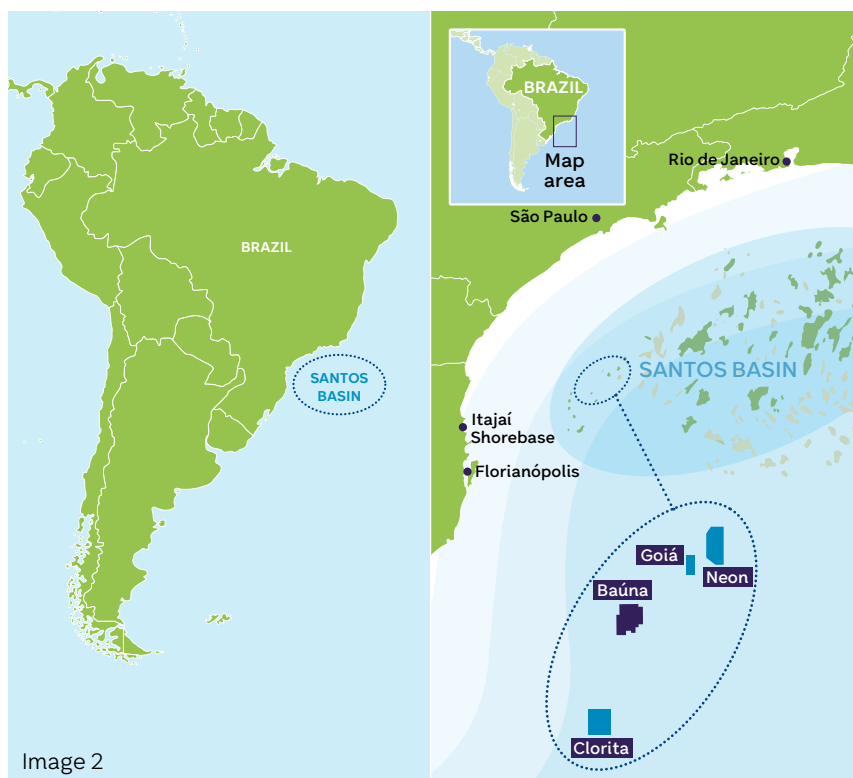 BRAZIL
SANTOS
BASIN
Image 2
BRAZIL
Map
area
Rio de Janeiro
São Paulo
SANTOS BASIN
Itajaí
Shorebase
Florianópolis
Goiá
Neon
Baúna
Clorita